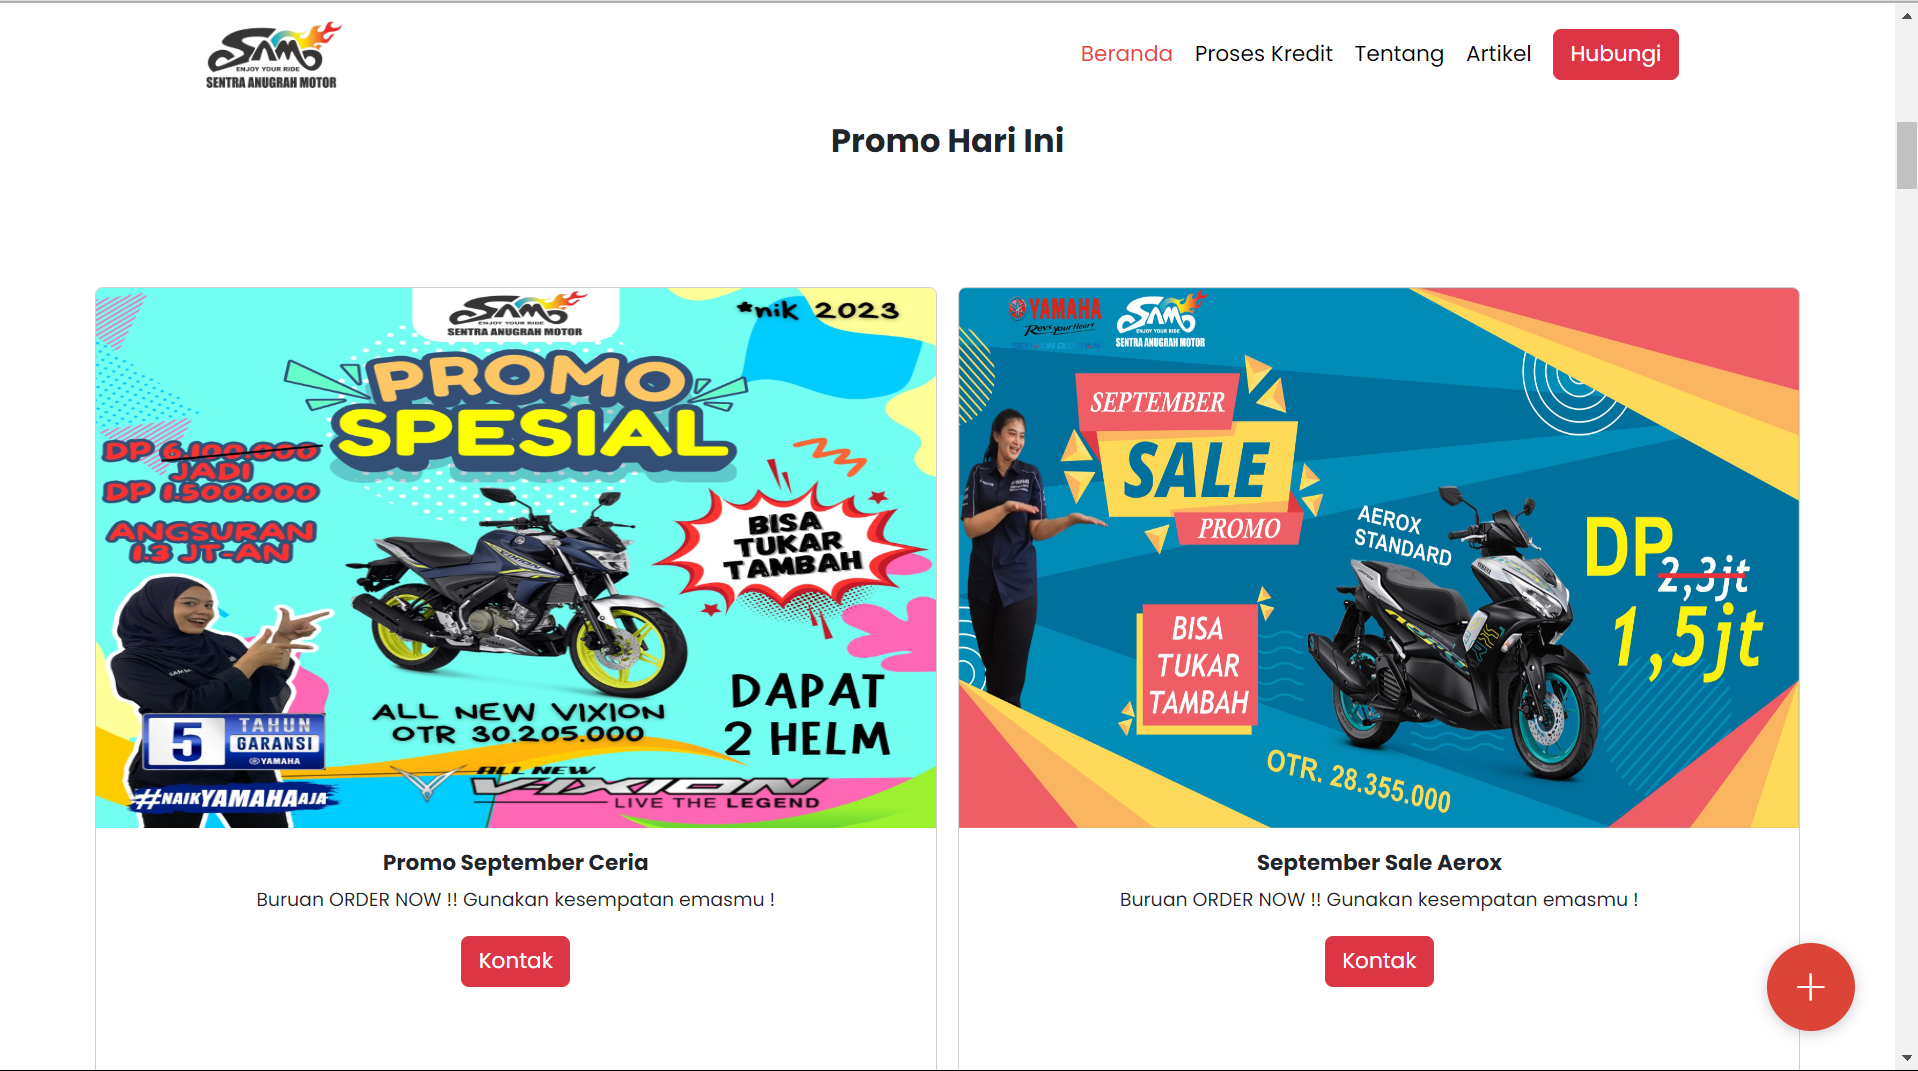 SAM
ENJOY YOUR RIDE
SENTRA ANUGRAH MOTOR
Beranda
Proses Kredit
Tentang
Artikel
Hubungi
Promo Hari Ini
SAM
ENJOY YOUR RIDE
SENTRA ANUGRAH MOTOR
*nik 2023
PROMO
SPESIAL
DP 6.100.000
JADI
DP 1.500.000
ANGSURAN
1.3 JT-AN
BISA
TUKAR
TAMBAH
5 TAHUN
GARANSI
YAMAHA
#NAIKYAMAHAAJA
ALL NEW VIXION
OTR 30.205.000
DAPAT
2 HELM
ALL NEW
VIXION
LIVE THE LEGEND
Promo September Ceria
Buruan ORDER NOW !! Gunakan kesempatan emasmu !
Kontak
YAMAHA
Revs Your Heart
SAM
ENJOY YOUR RIDE
SENTRA ANUGRAH MOTOR
SEPTEMBER
SALE
PROMO
AEROX
STANDARD
DP 2,3jt
1,5jt
BISA
TUKAR
TAMBAH
OTR. 28.355.000
September Sale Aerox
Buruan ORDER NOW !! Gunakan kesempatan emasmu !
Kontak